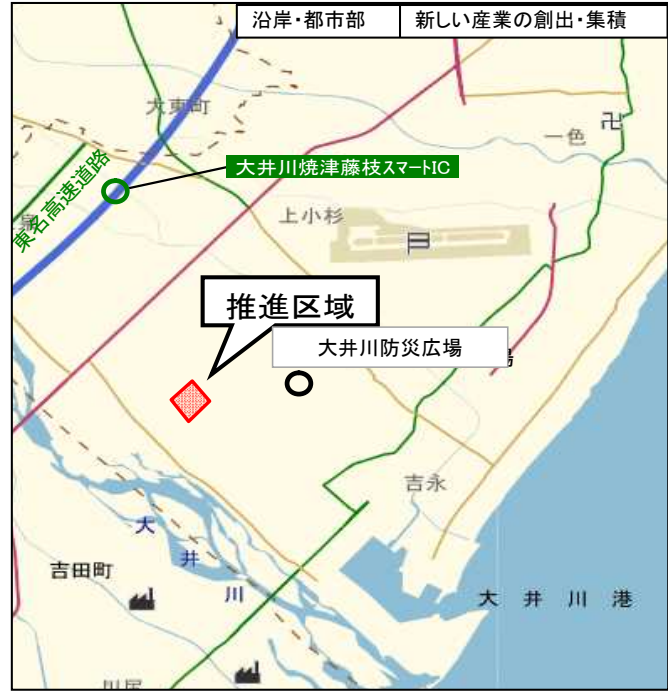 沿岸・都市部
新しい産業の創出・集積
大東町
一色
大井川焼津藤枝スマートIC
東名高速道路
上小杉
推進区域
大井川防災広場
吉永
大井川
吉田町
大井川港
川尻